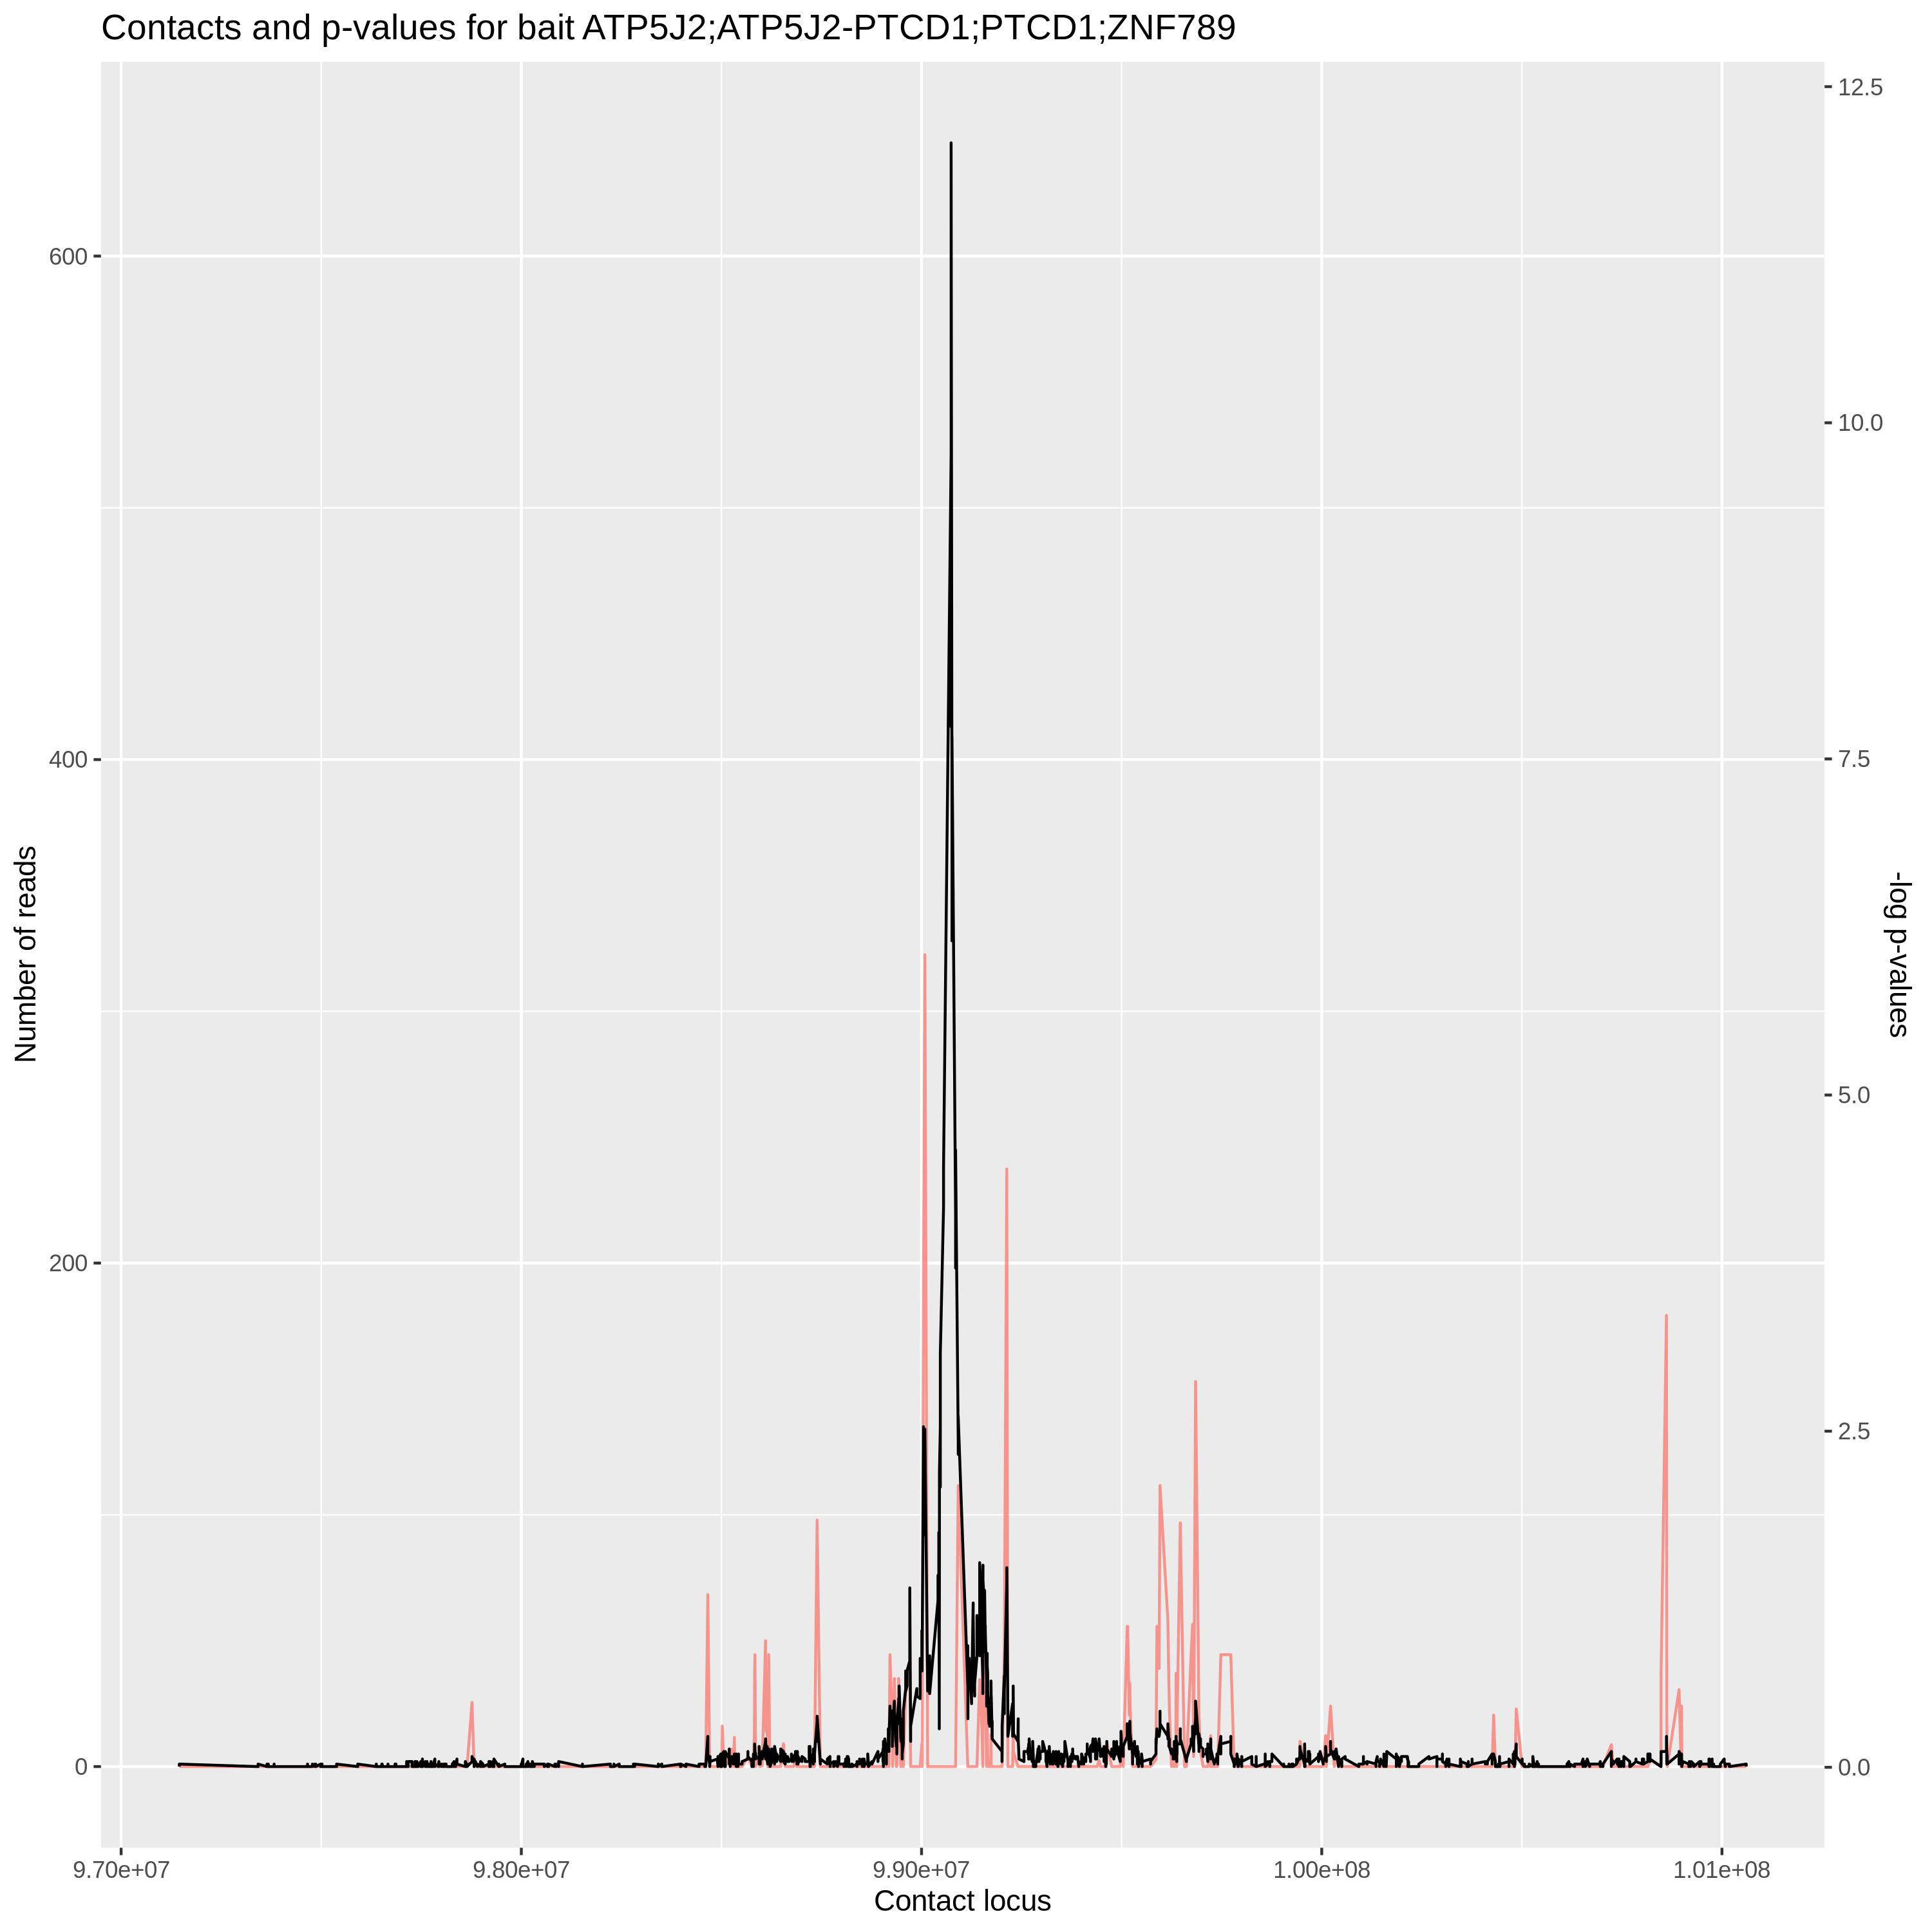 Contacts and p-values for bait ATP5J2;ATP5J2-PTCD1;PTCD1;ZNF789
Number of reads
600
400
200
0
12.5
10.0
7.5
5.0
2.5
0.0
-log p-values
9.70e+07 9.80e+07 9.90e+07 1.00e+08 1.01e+08
Contact locus